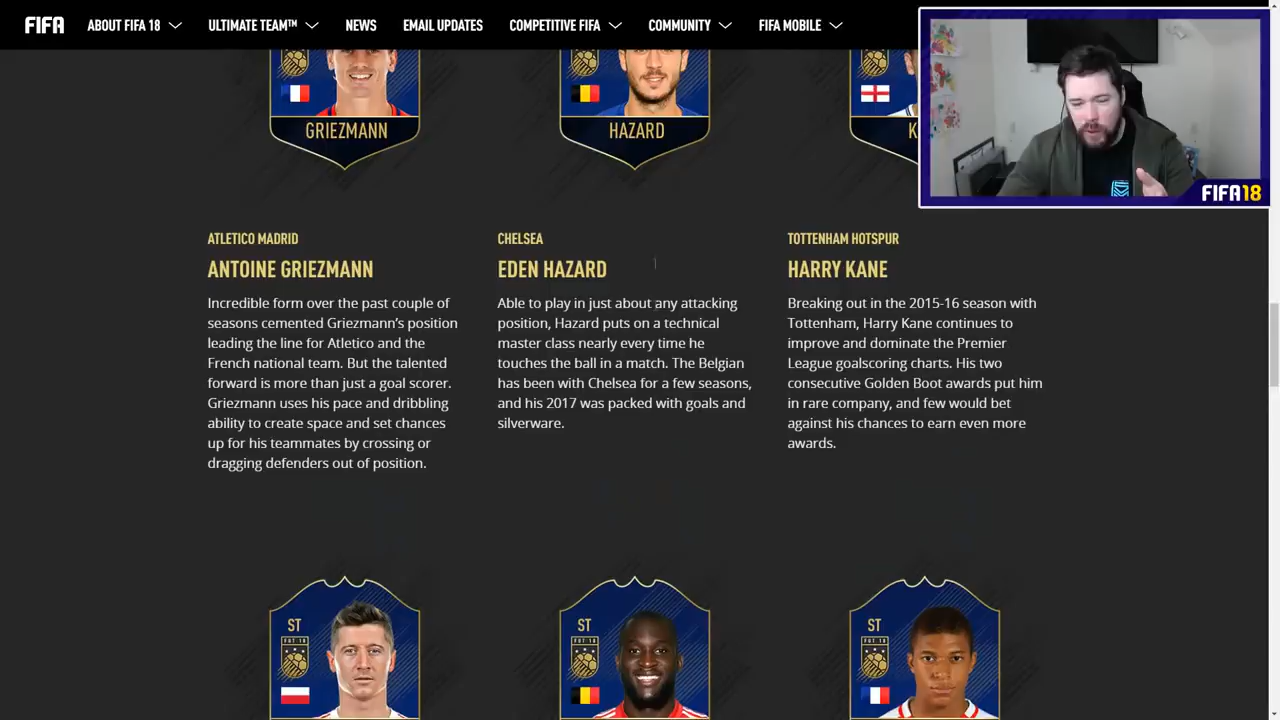 FIFA
ABOUT FIFA 18
ULTIMATE TEAM™
NEWS
EMAIL UPDATES
COMPETITIVE FIFA
COMMUNITY
FIFA MOBILE
FIFA 18
GRIEZMANN
HAZARD
K
ATLETICO MADRID
ANTOINE GRIEZMANN
Incredible form over the past couple of
seasons cemented Griezmann's position
leading the line for Atletico and the
French national team. But the talented
forward is more than just a goal scorer.
Griezmann uses his pace and dribbling
ability to create space and set chances
up for his teammates by crossing or
dragging defenders out of position.
CHELSEA
EDEN HAZARD
Able to play in just about any attacking
position, Hazard puts on a technical
master class nearly every time he
touches the ball in a match. The Belgian
has been with Chelsea for a few seasons,
and his 2017 was packed with goals and
silverware.
TOTTENHAM HOTSPUR
HARRY KANE
Breaking out in the 2015-16 season with
Tottenham, Harry Kane continues to
improve and dominate the Premier
League goalscoring charts. His two
consecutive Golden Boot awards put him
in rare company, and few would bet
against his chances to earn even more
awards.
ST
FUT 18
ST
FUT 18
ST
FUT 18